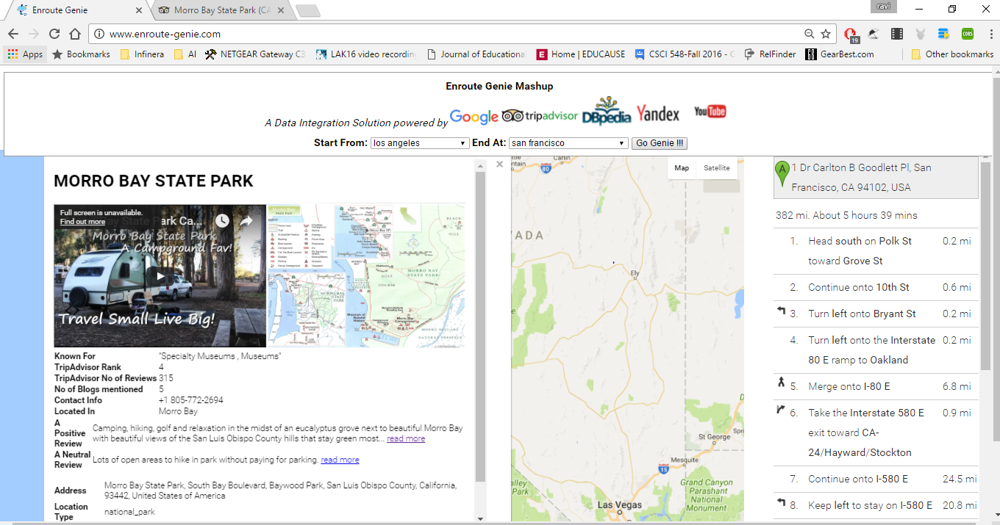 Enroute Genie
Morro Bay State Park (CA
ravi
www.enroute-genie.com
19
CORS
Apps
Bookmarks
Infinera
AI
NETGEAR Gateway C3
LAK16 video recording
Journal of Educational
Home | EDUCAUSE
CSCI 548-Fall 2016 -
RelFinder
GearBest.com
Other bookmarks
Enroute Genie Mashup
A Data Integration Solution powered by Google tripadvisor DBpedia Yandex YouTube
Start From: los angeles End At: san francisco Go Genie !!!
MORRO BAY STATE PARK
Full screen is unavailable.
Find out more
Park Ca...
Morro Bay State Park
A Campground Fav!
Travel Small Live Big!
MORRO BAY
STATE PARK
GOLF
COURSE
BLACK
HILL
Known For "Specialty Museums , Museums"
TripAdvisor Rank 4
TripAdvisor No of Reviews 315
No of Blogs mentioned 5
Contact Info +1 805-772-2694
Located In Morro Bay
A Positive Review Camping, hiking, golf and relaxation in the midst of an eucalyptus grove next to beautiful Morro Bay
with beautiful views of the San Luis Obispo County hills that stay green most... read more
A Neutral Review Lots of open areas to hike in park without paying for parking. read more
Address Morro Bay State Park, South Bay Boulevard, Baywood Park, San Luis Obispo County, California,
93442, United States of America
Location Type national_park
Map Satellite
Carlin
80
VADA
Ely
St George
Mesquite
15
Grand Canyon
Parashant
National
Monument
Las Vegas
alley
Park
A
1 Dr Carlton B Goodlett Pl, San
Francisco, CA 94102, USA
382 mi. About 5 hours 39 mins
1. Head south on Polk St 0.2 mi
toward Grove St
2. Continue onto 10th St 0.6 mi
3. Turn left onto Bryant St 0.2 mi
4. Turn left onto the Interstate 0.2 mi
80 E ramp to Oakland
5. Merge onto I-80 E 6.8 mi
6. Take the Interstate 580 E 0.9 mi
exit toward CA-
24/Hayward/Stockton
7. Continue onto I-580 E 24.5 mi
8. Keep left to stay on I-580 E 20.8 mi